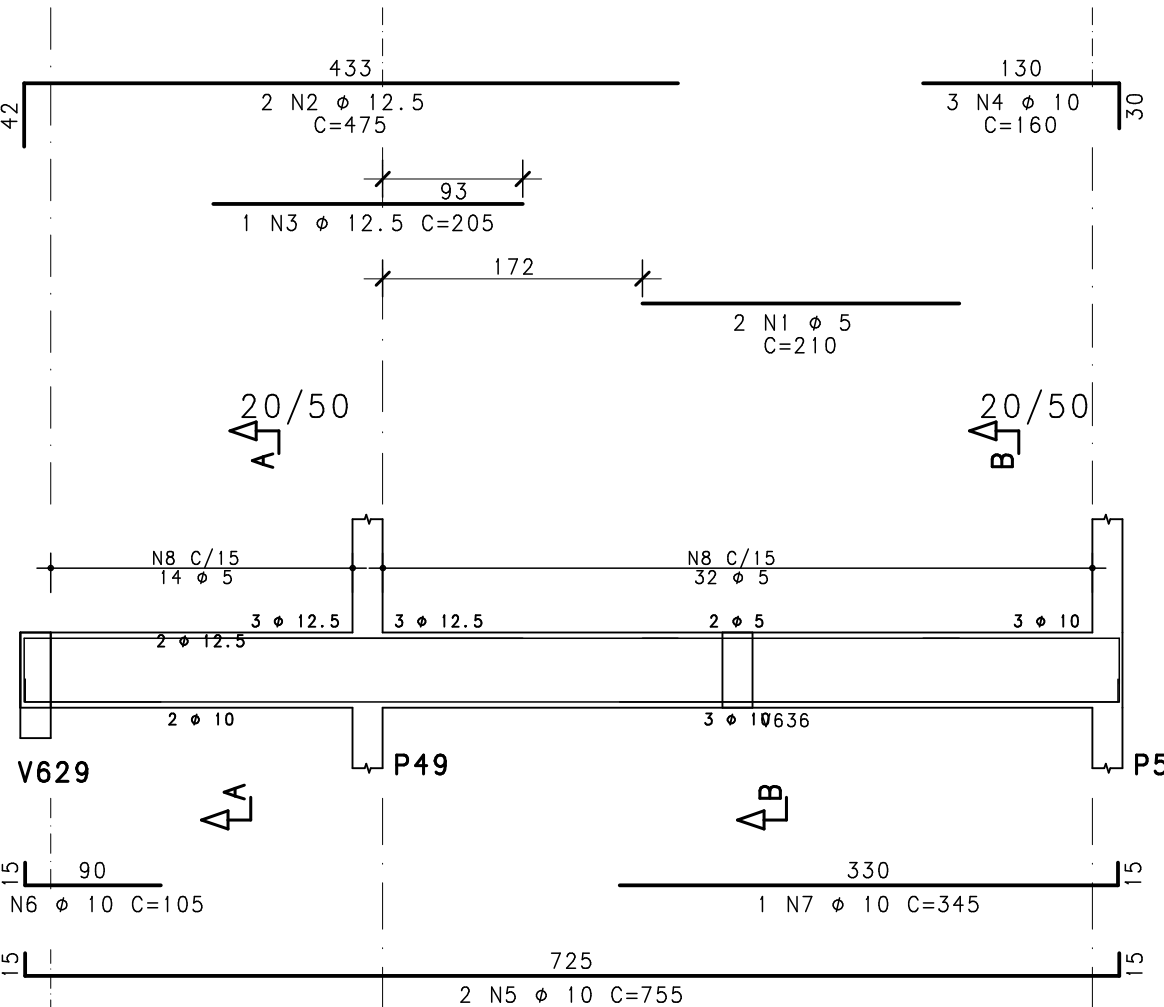 433
130
42
2 N2 ϕ 12.5
C=475
3 N4 ϕ 10
C=160
30
93
1 N3 ϕ 12.5 C=205
172
2 N1 ϕ 5
C=210
20/50
20/50
A
B
N8 C/15
14 ϕ 5
N8 C/15
32 ϕ 5
3 ϕ 12.5
3 ϕ 12.5
2 ϕ 5
3 ϕ 10
2 ϕ 12.5
2 ϕ 10
3 ϕ 10
V636
V629
P49
P5
A
B
15
90
330
15
N6 ϕ 10 C=105
1 N7 ϕ 10 C=345
15
725
15
2 N5 ϕ 10 C=755